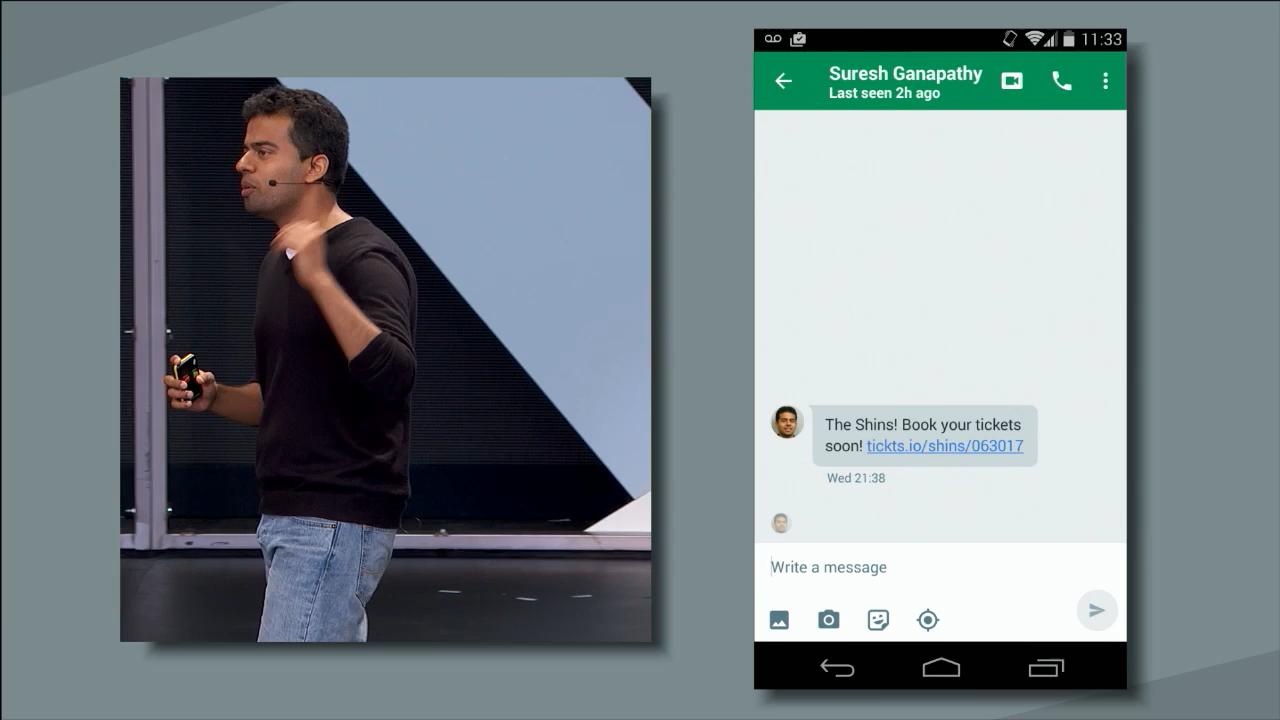 11:33
Suresh Ganapathy
Last seen 2h ago
The Shins! Book your tickets
soon! tickts.io/shins/063017
Wed 21:38
Write a message